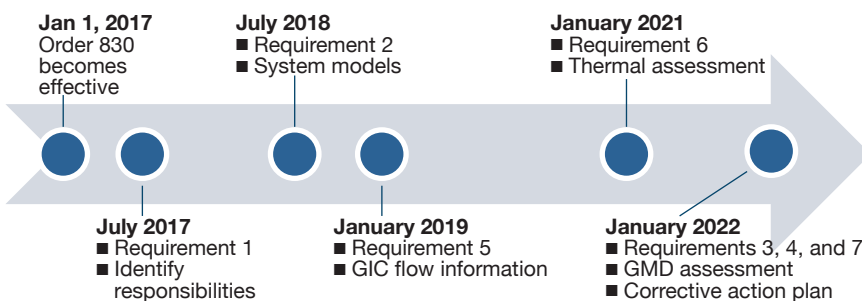 Jan 1, 2017
Order 830
becomes
effective
July 2018
■ Requirement 2
■ System models
January 2021
■ Requirement 6
■ Thermal assessment
July 2017
■ Requirement 1
■ Identify
responsibilities
January 2019
■ Requirement 5
■ GIC flow information
January 2022
■ Requirements 3, 4, and 7
■ GMD assessment
■ Corrective action plan